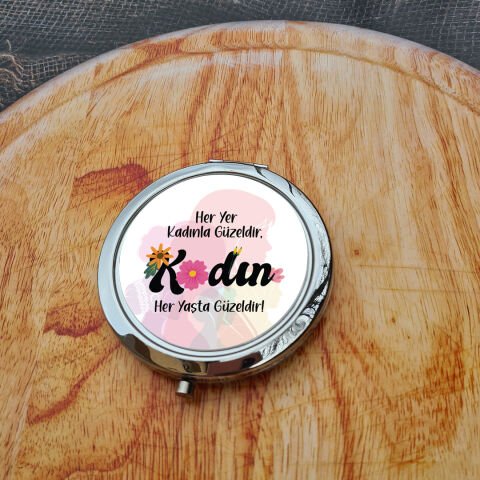 Her Yer
Kadınla Güzeldir,
Kadın
Her Yaşta Güzeldir!